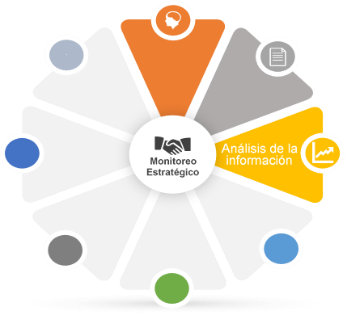 Análisis de la
información
Monitoreo
Estratégico